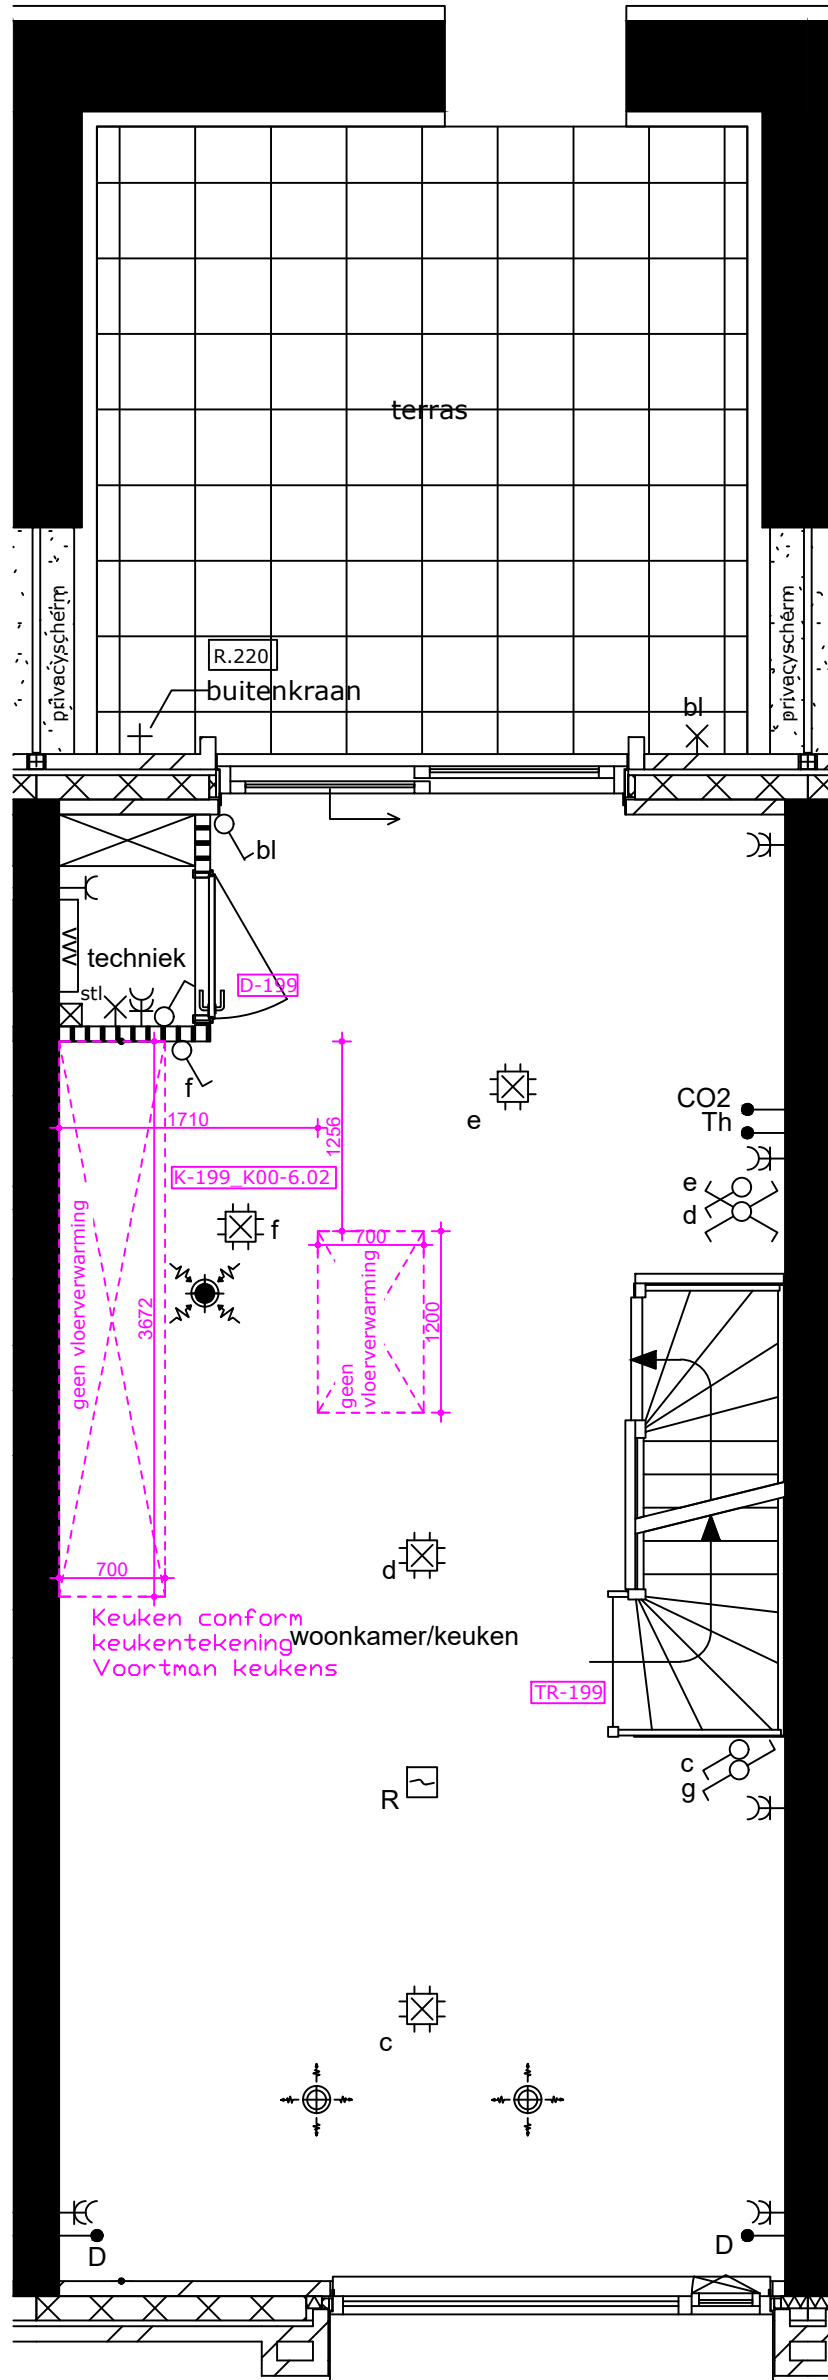 terras
privacyscherm
privacyscherm
R.220
buitenkraan
bl
bl
techniek
stl
D-199
f
1710
1256
e
CO2
Th
K-199_K00-6.02
e
d
f
geen vloerverwarming
3672
700
geen
vloerverwarming
1200
700
d
Keuken conform
keukentekening
Voortman keukens
woonkamer/keuken
TR-199
c
g
R
c
D
D